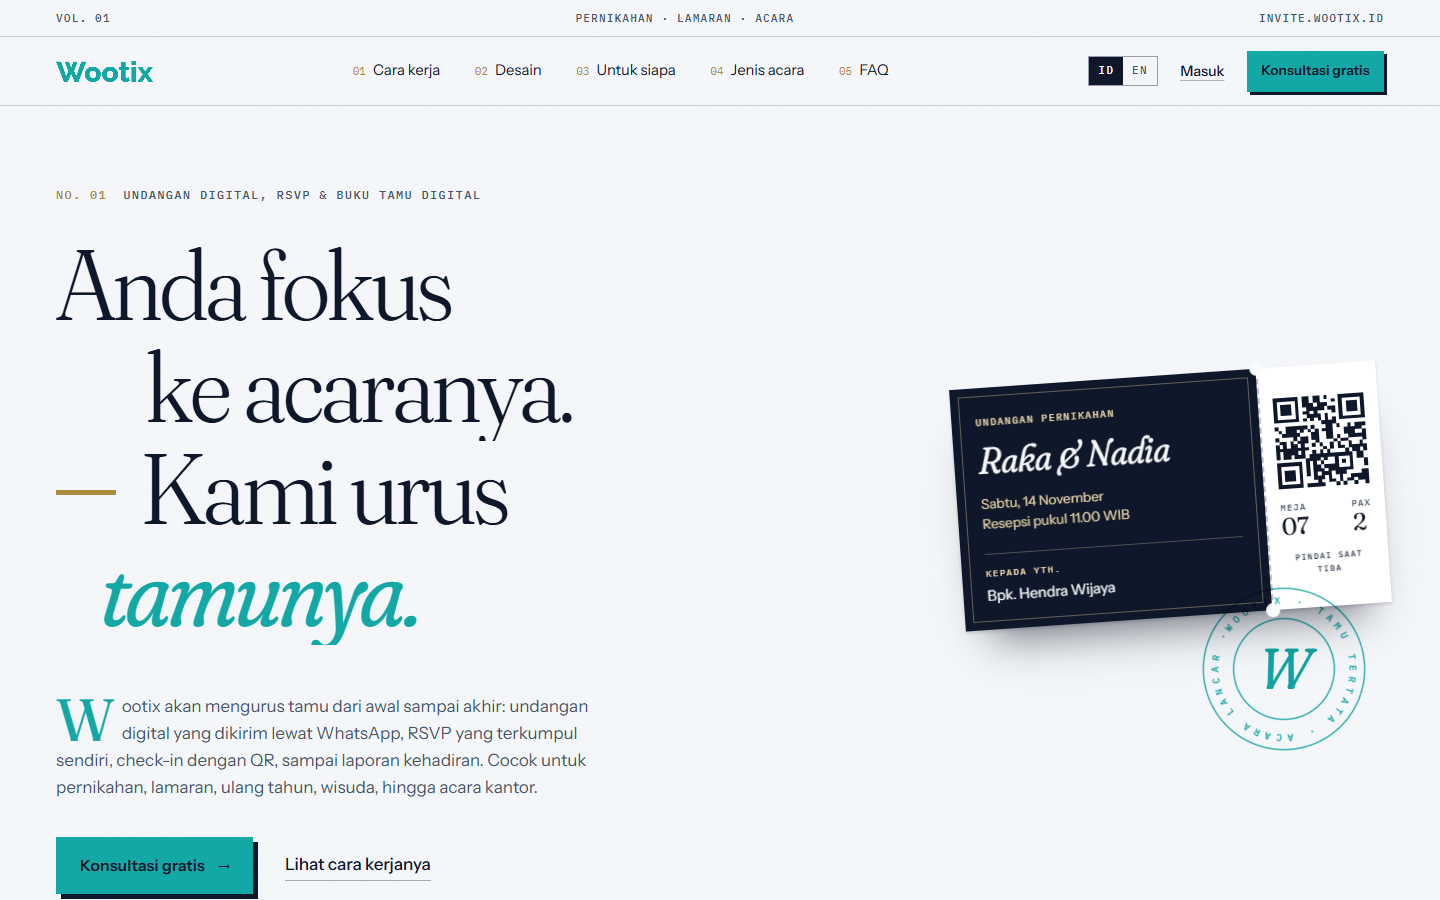 VOL. 01
PERNIKAHAN · LAMARAN · ACARA
INVITE.WOOTIX.ID
Wootix
01 Cara kerja
02 Desain
03 Untuk siapa
04 Jenis acara
05 FAQ
ID EN
Masuk
Konsultasi gratis
NO. 01 UNDANGAN DIGITAL, RSVP & BUKU TAMU DIGITAL
Anda fokus
ke acaranya.
Kami urus
tamunya.
Wootix akan mengurus tamu dari awal sampai akhir: undangan
digital yang dikirim lewat WhatsApp, RSVP yang terkumpul
sendiri, check-in dengan QR, sampai laporan kehadiran. Cocok untuk
pernikahan, lamaran, ulang tahun, wisuda, hingga acara kantor.
Konsultasi gratis →
Lihat cara kerjanya
UNDANGAN PERNIKAHAN
Raka & Nadia
Sabtu, 14 November
Resepsi pukul 11.00 WIB
KEPADA YTH.
Bpk. Hendra Wijaya
MEJA PAX
07 2
PINDAI SAAT
TIBA
WOOTIX · TAMU TERTATA · ACARA LANCAR ·
W